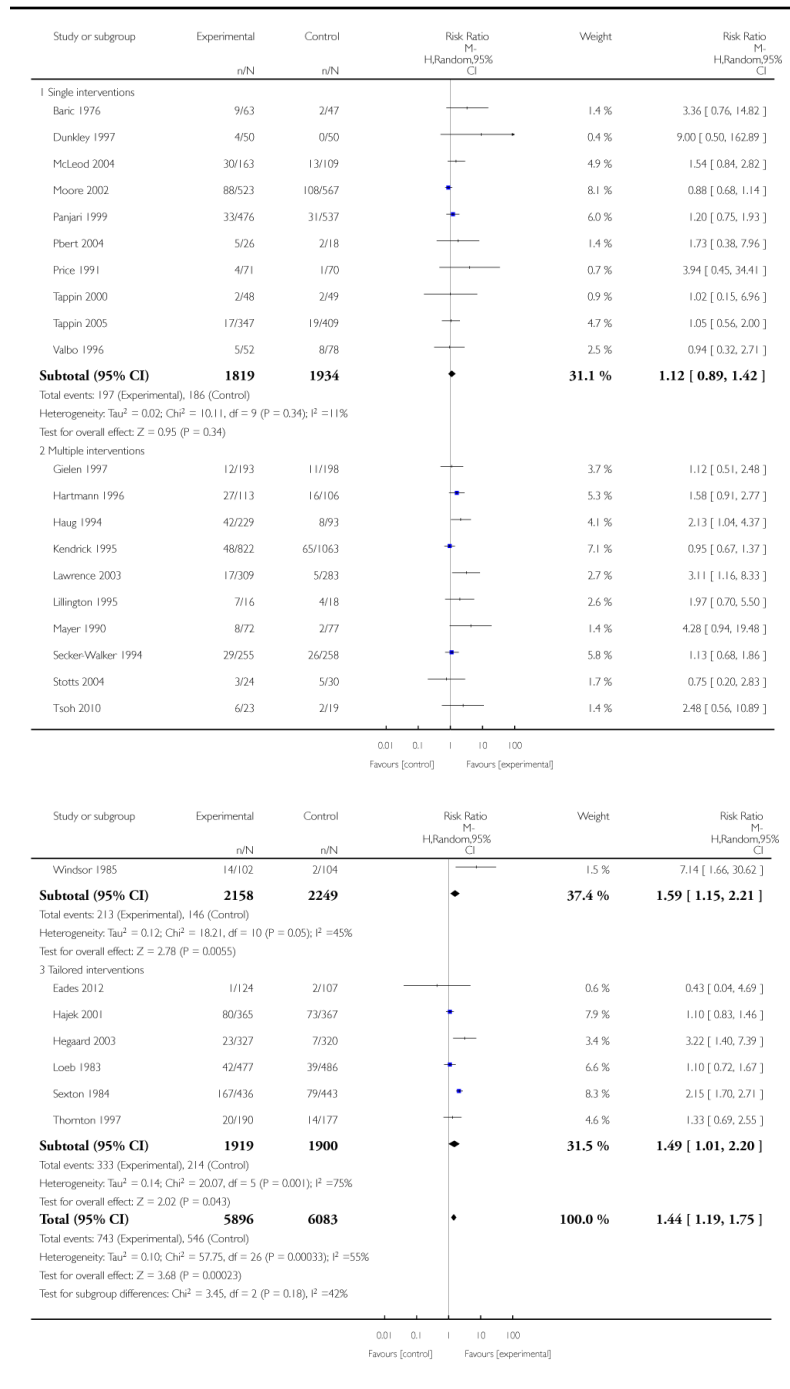 Study or subgroup Experimental Control Risk Ratio Weight Risk Ratio
M- M-
H,Random,95% H,Random,95%
n/N n/N CI CI
1 Single interventions
Baric 1976 9/63 2/47 1.4 % 3.36 [ 0.76, 14.82 ]
Dunkley 1997 4/50 0/50 0.4 % 9.00 [ 0.50, 162.89 ]
McLeod 2004 30/163 13/109 4.9 % 1.54 [ 0.84, 2.82 ]
Moore 2002 88/523 108/567 8.1 % 0.88 [ 0.68, 1.14 ]
Panjari 1999 33/476 31/537 6.0 % 1.20 [ 0.75, 1.93 ]
Pbert 2004 5/26 2/18 1.4 % 1.73 [ 0.38, 7.96 ]
Price 1991 4/71 1/70 0.7 % 3.94 [ 0.45, 34.41 ]
Tappin 2000 2/48 2/49 0.9 % 1.02 [ 0.15, 6.96 ]
Tappin 2005 17/347 19/409 4.7 % 1.05 [ 0.56, 2.00 ]
Valbo 1996 5/52 8/78 2.5 % 0.94 [ 0.32, 2.71 ]
Subtotal (95% CI) 1819 1934 31.1 % 1.12 [ 0.89, 1.42 ]
Total events: 197 (Experimental), 186 (Control)
Heterogeneity: Tau² = 0.02; Chi² = 10.11, df = 9 (P = 0.34); I² =11%
Test for overall effect: Z = 0.95 (P = 0.34)
2 Multiple interventions
Gielen 1997 12/193 11/198 3.7 % 1.12 [ 0.51, 2.48 ]
Hartmann 1996 27/113 16/106 5.3 % 1.58 [ 0.91, 2.77 ]
Haug 1994 42/229 8/93 4.1 % 2.13 [ 1.04, 4.37 ]
Kendrick 1995 48/822 65/1063 7.1 % 0.95 [ 0.67, 1.37 ]
Lawrence 2003 17/309 5/283 2.7 % 3.11 [ 1.16, 8.33 ]
Lillington 1995 7/16 4/18 2.6 % 1.97 [ 0.70, 5.50 ]
Mayer 1990 8/72 2/77 1.4 % 4.28 [ 0.94, 19.48 ]
Secker-Walker 1994 29/255 26/258 5.8 % 1.13 [ 0.68, 1.86 ]
Stotts 2004 3/24 5/30 1.7 % 0.75 [ 0.20, 2.83 ]
Tsoh 2010 6/23 2/19 1.4 % 2.48 [ 0.56, 10.89 ]
0.01 0.1 1 10 100
Favours [control] Favours [experimental]
Study or subgroup Experimental Control Risk Ratio Weight Risk Ratio
M- M-
H,Random,95% H,Random,95%
n/N n/N CI CI
Windsor 1985 14/102 2/104 1.5 % 7.14 [ 1.66, 30.62 ]
Subtotal (95% CI) 2158 2249 37.4 % 1.59 [ 1.15, 2.21 ]
Total events: 213 (Experimental), 146 (Control)
Heterogeneity: Tau² = 0.12; Chi² = 18.21, df = 10 (P = 0.05); I² =45%
Test for overall effect: Z = 2.78 (P = 0.0055)
3 Tailored interventions
Eades 2012 1/124 2/107 0.6 % 0.43 [ 0.04, 4.69 ]
Hajek 2001 80/365 73/367 7.9 % 1.10 [ 0.83, 1.46 ]
Hegaard 2003 23/327 7/320 3.4 % 3.22 [ 1.40, 7.39 ]
Loeb 1983 42/477 39/486 6.6 % 1.10 [ 0.72, 1.67 ]
Sexton 1984 167/436 79/443 8.3 % 2.15 [ 1.70, 2.71 ]
Thornton 1997 20/190 14/177 4.6 % 1.33 [ 0.69, 2.55 ]
Subtotal (95% CI) 1919 1900 31.5 % 1.49 [ 1.01, 2.20 ]
Total events: 333 (Experimental), 214 (Control)
Heterogeneity: Tau² = 0.14; Chi² = 20.07, df = 5 (P = 0.001); I² =75%
Test for overall effect: Z = 2.02 (P = 0.043)
Total (95% CI) 5896 6083 100.0 % 1.44 [ 1.19, 1.75 ]
Total events: 743 (Experimental), 546 (Control)
Heterogeneity: Tau² = 0.10; Chi² = 57.75, df = 26 (P = 0.00033); I² =55%
Test for overall effect: Z = 3.68 (P = 0.00023)
Test for subgroup differences: Chi² = 3.45, df = 2 (P = 0.18), I² =42%
0.01 0.1 1 10 100
Favours [control] Favours [experimental]